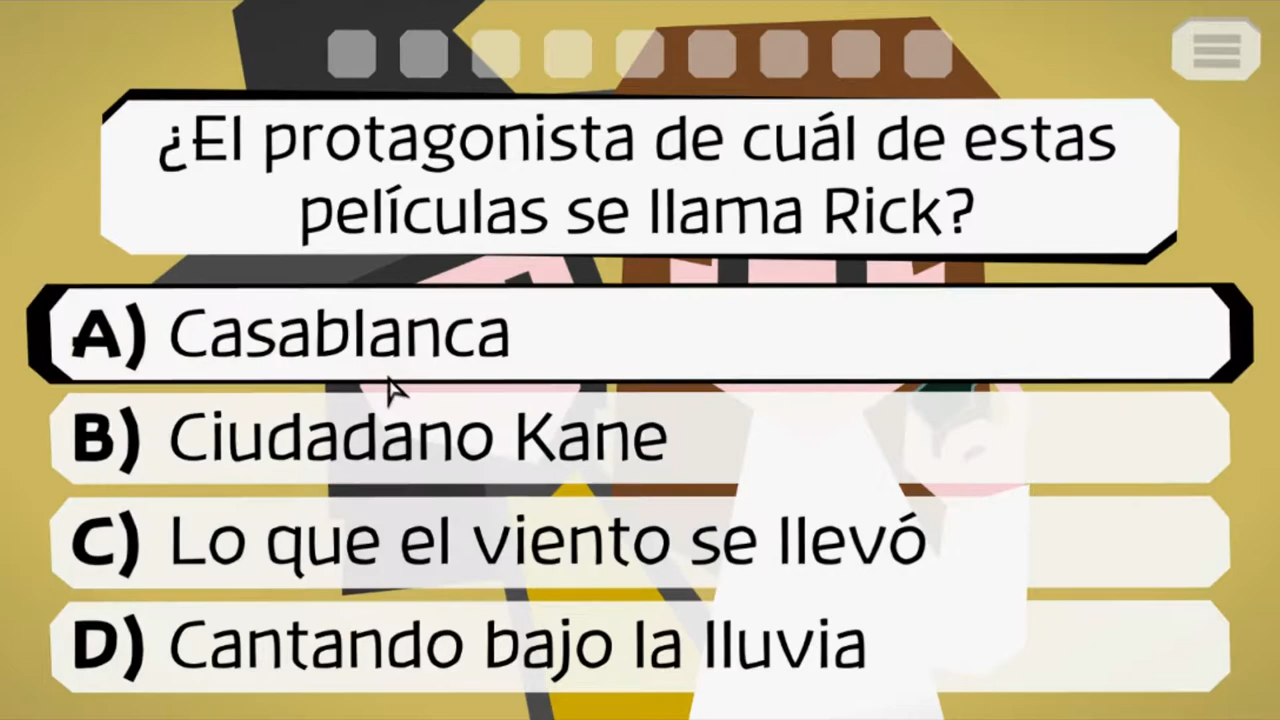 ¿El protagonista de cuál de estas
películas se llama Rick?
A) Casablanca
B) Ciudadano Kane
C) Lo que el viento se llevó
D) Cantando bajo la lluvia